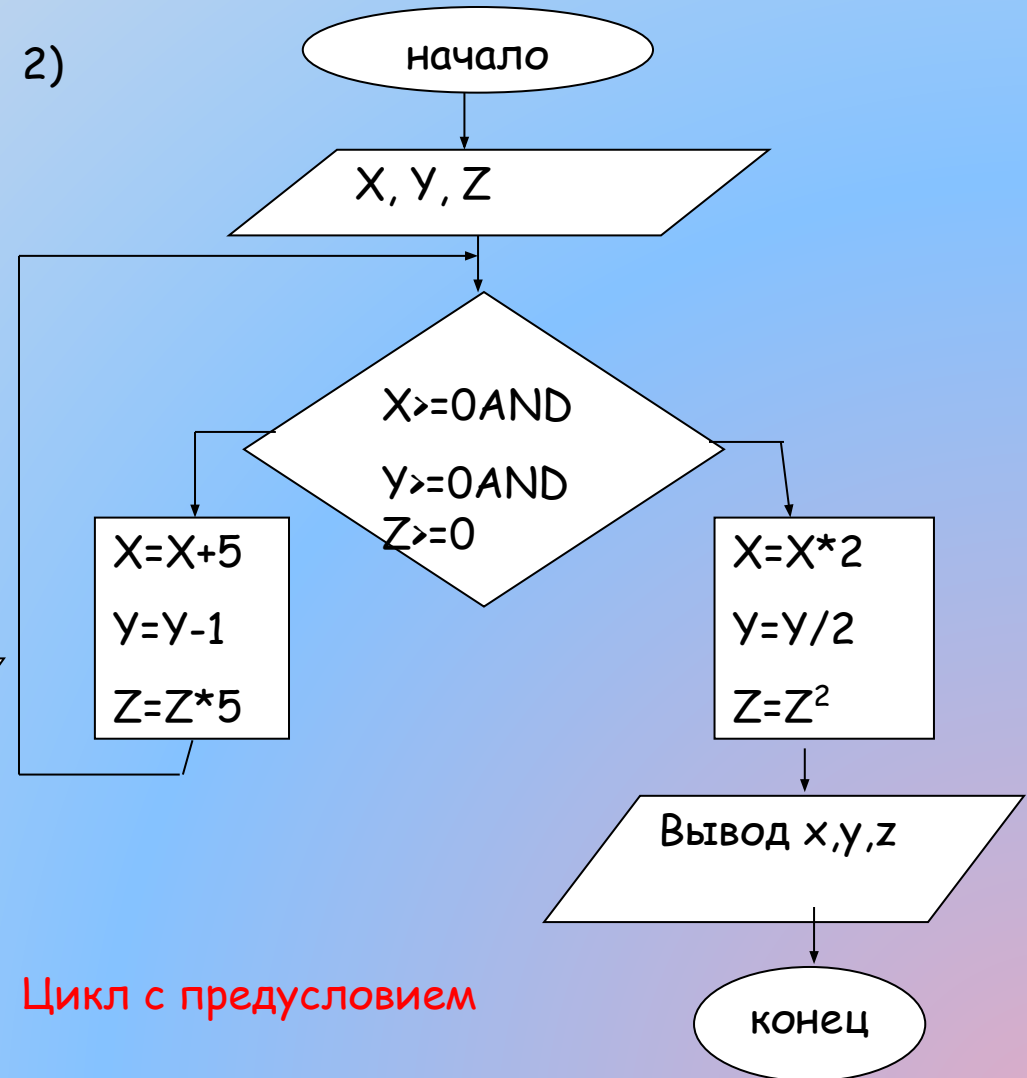 2)
начало
X, Y, Z
X>=0AND
Y>=0AND
Z>=0
X=X+5
Y=Y-1
Z=Z*5
X=X*2
Y=Y/2
Z=Z²
Вывод x,y,z
Цикл с предусловием
конец